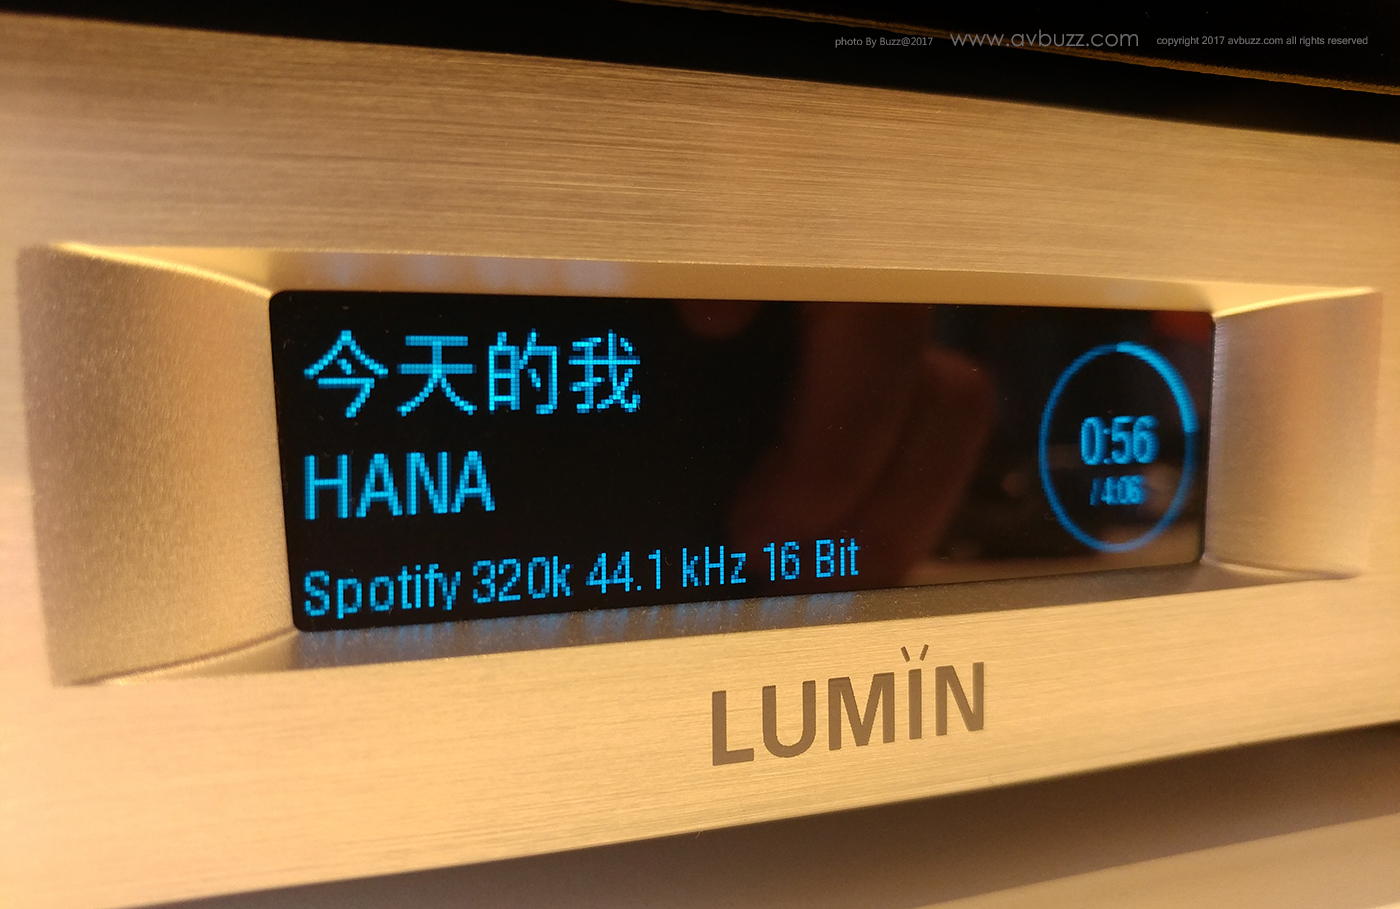 photo By Buzz@2017 www.avbuzz.com copyright 2017 avbuzz.com all rights reserved
今天的我
HANA
0:56
/ 4:06
Spotify 320k 44.1 kHz 16 Bit
LUMÏN